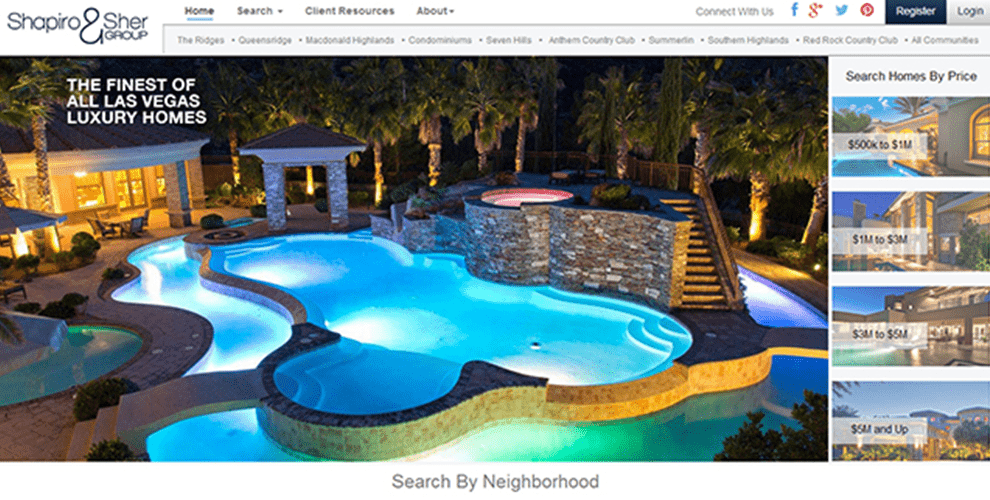 Shapiro & Sher
GROUP
Home Search Client Resources About
Connect With Us
Register Login
The Ridges • Queensridge • Macdonald Highlands • Condominiums • Seven Hills • Anthem Country Club • Summerlin • Southern Highlands • Red Rock Country Club • All Communities
THE FINEST OF
ALL LAS VEGAS
LUXURY HOMES
Search Homes By Price
$500k to $1M
$1M to $3M
$3M to $5M
$5M and Up
Search By Neighborhood